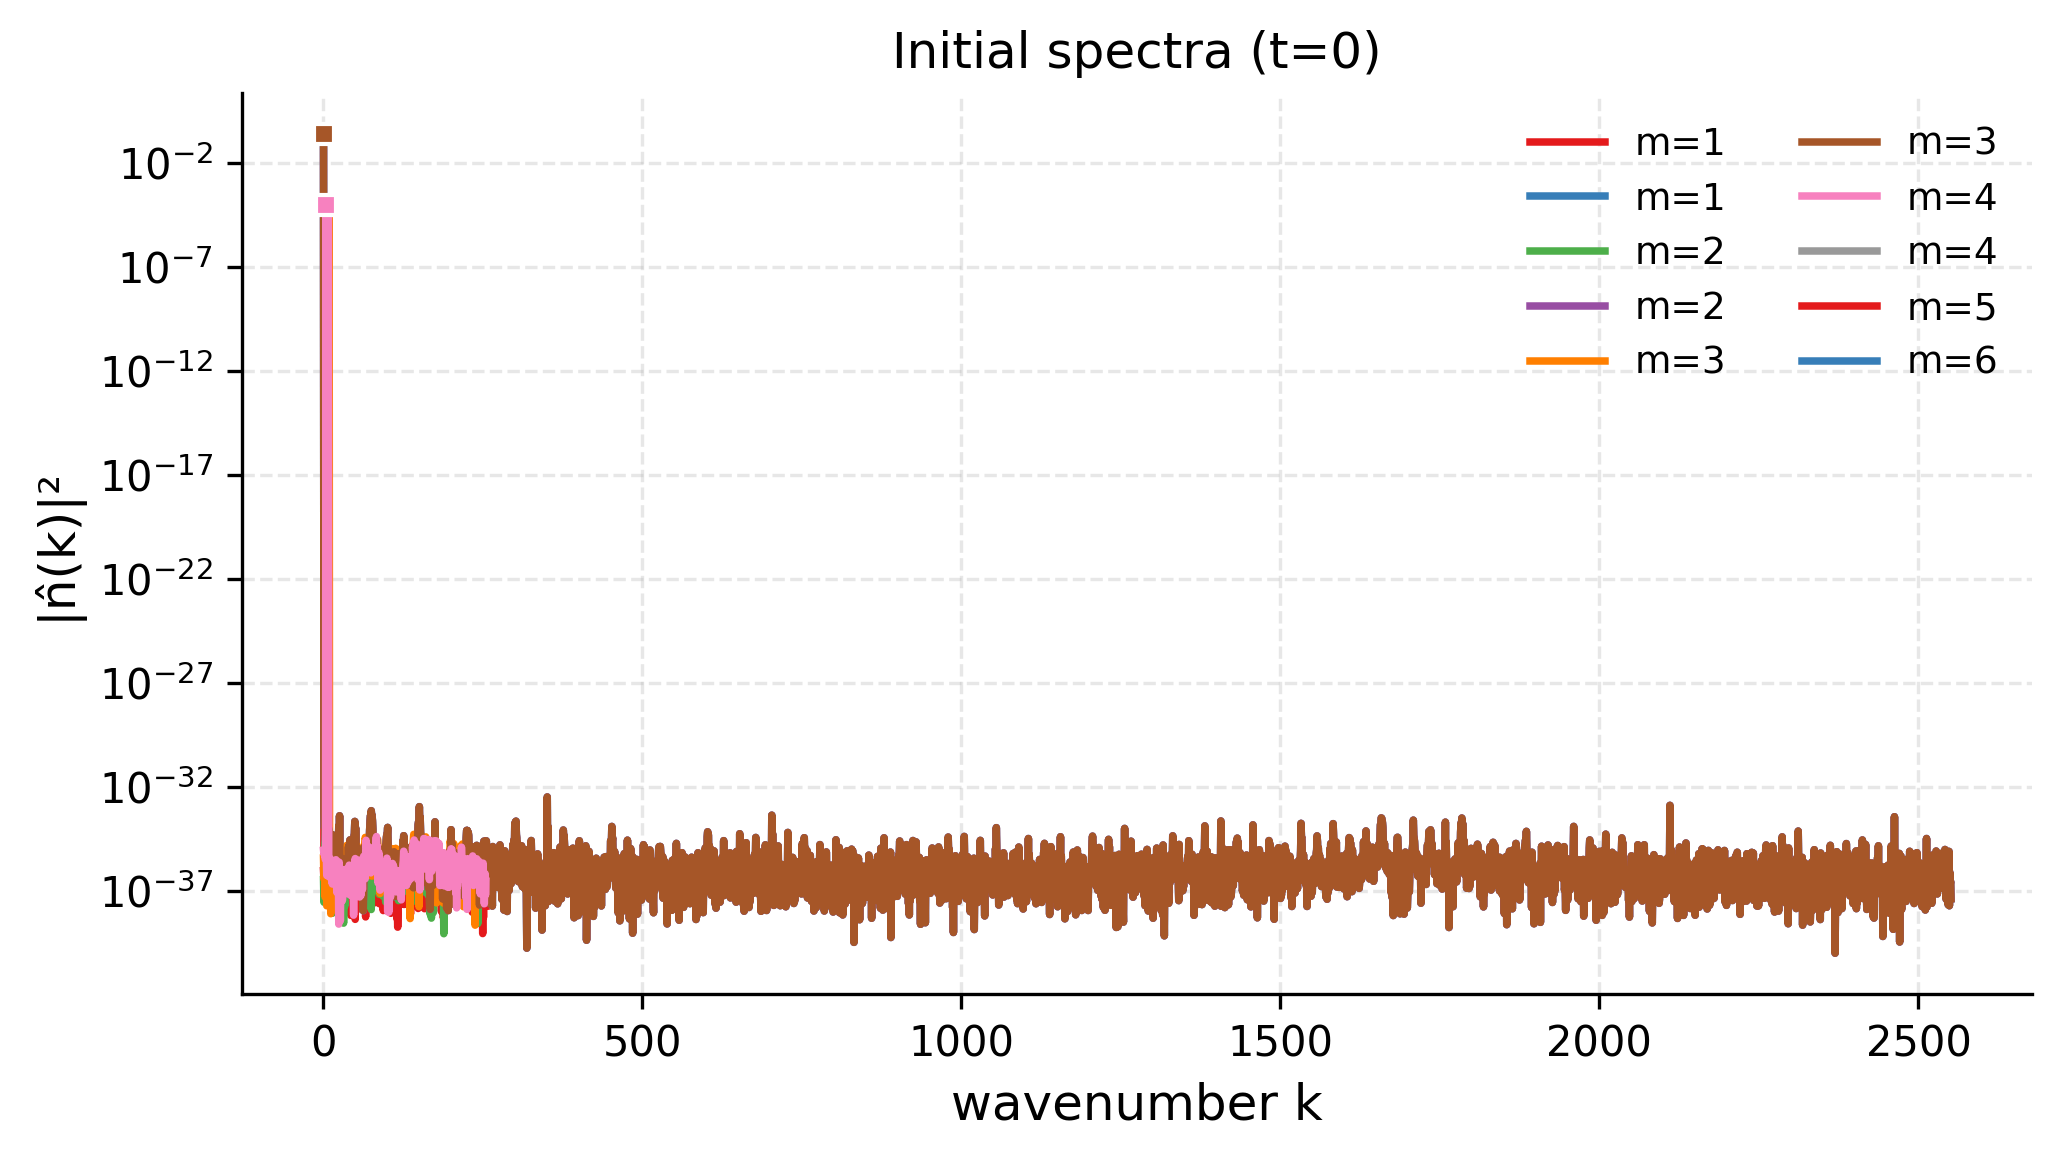 Initial spectra (t=0)
m=1
m=1
m=2
m=2
m=3
m=3
m=4
m=4
m=5
m=6
10⁻²
10⁻⁷
10⁻¹²
10⁻¹⁷
10⁻²²
10⁻²⁷
10⁻³²
10⁻³⁷
|n̂(k)|²
0 500 1000 1500 2000 2500
wavenumber k